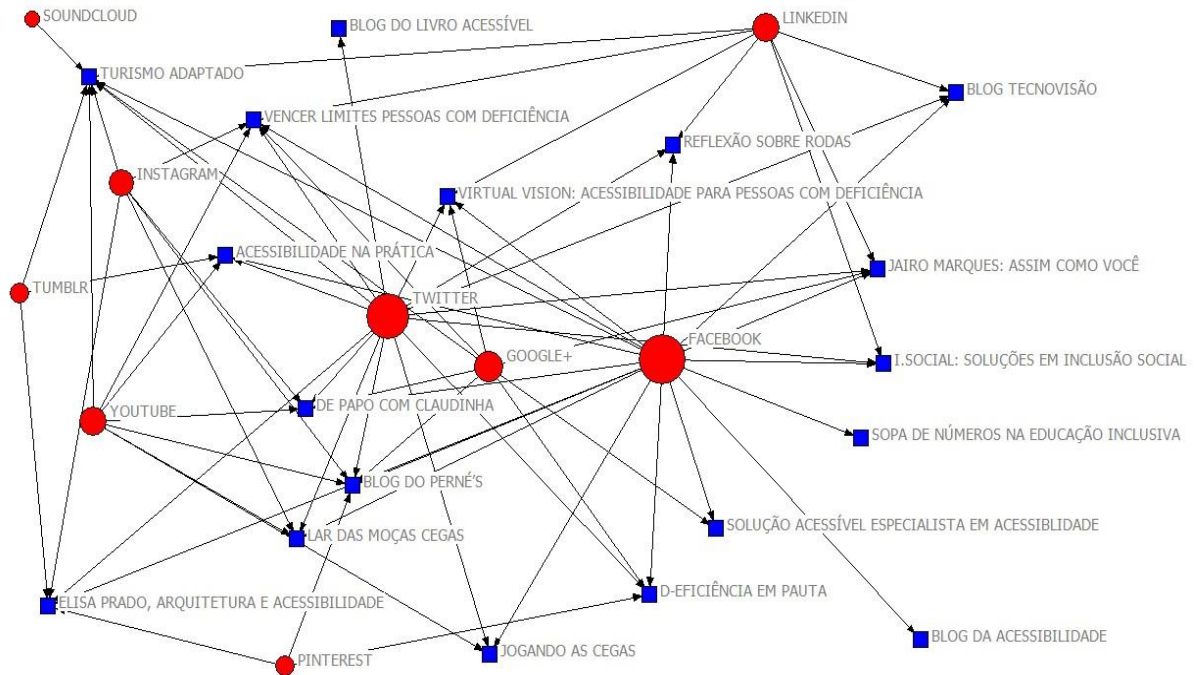 SOUNDCLOUD
LINKEDIN
BLOG DO LIVRO ACESSÍVEL
TURISMO ADAPTADO
BLOG TECNOVISÃO
VENCER LIMITES PESSOAS COM DEFICIÊNCIA
REFLEXÃO SOBRE RODAS
INSTAGRAM
VIRTUAL VISION: ACESSIBILIDADE PARA PESSOAS COM DEFICIÊNCIA
ACESSIBILIDADE NA PRÁTICA
JAIRO MARQUES: ASSIM COMO VOCÊ
TUMBLR
TWITTER
FACEBOOK
GOOGLE+
I.SOCIAL: SOLUÇÕES EM INCLUSÃO SOCIAL
DE PAPO COM CLAUDINHA
YOUTUBE
SOPA DE NÚMEROS NA EDUCAÇÃO INCLUSIVA
BLOG DO PERNÉ'S
SOLUÇÃO ACESSÍVEL ESPECIALISTA EM ACESSIBLIDADE
LAR DAS MOÇAS CEGAS
D-EFICIÊNCIA EM PAUTA
ELISA PRADO, ARQUITETURA E ACESSIBILIDADE
BLOG DA ACESSIBILIDADE
JOGANDO AS CEGAS
PINTEREST